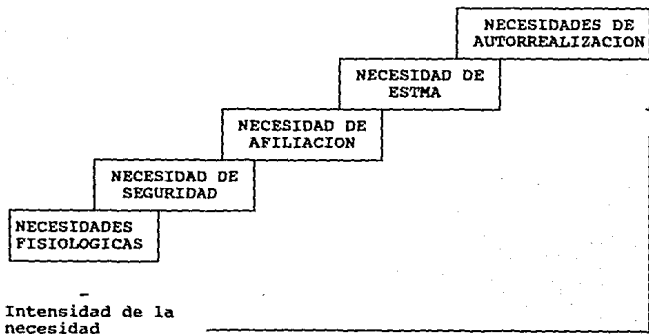 NECESIDADES DE
AUTORREALIZACION
NECESIDAD DE
ESTMA
NECESIDAD DE
AFILIACION
NECESIDAD DE
SEGURIDAD
NECESIDADES
FISIOLOGICAS
Intensidad de la
necesidad